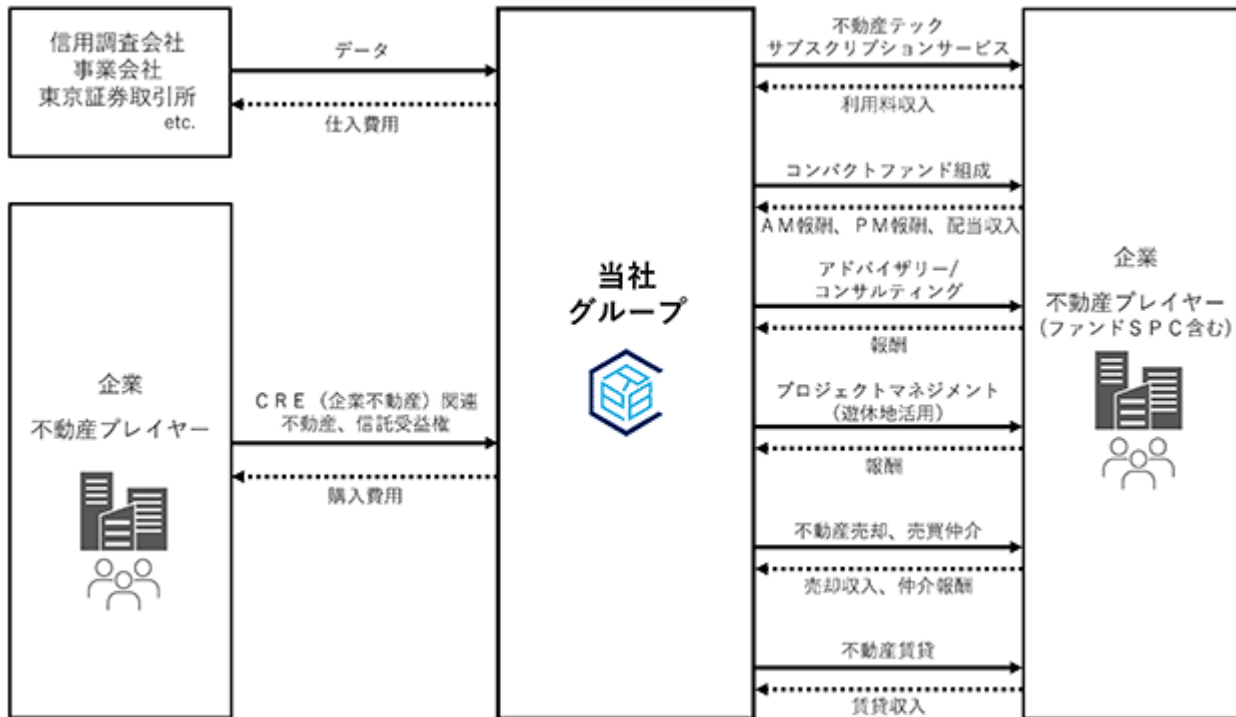 信用調査会社
事業会社
東京証券取引所
etc.
データ
仕入費用
企業
不動産プレイヤー
CRE（企業不動産）関連
不動産、信託受益権
購入費用
当社
グループ
不動産テック
サブスクリプションサービス
利用料収入
コンパクトファンド組成
AM報酬、PM報酬、配当収入
アドバイザリー/
コンサルティング
報酬
プロジェクトマネジメント
（遊休地活用）
報酬
不動産売却、売買仲介
売却収入、仲介報酬
不動産賃貸
賃貸収入
企業
不動産プレイヤー
（ファンドSPC含む）